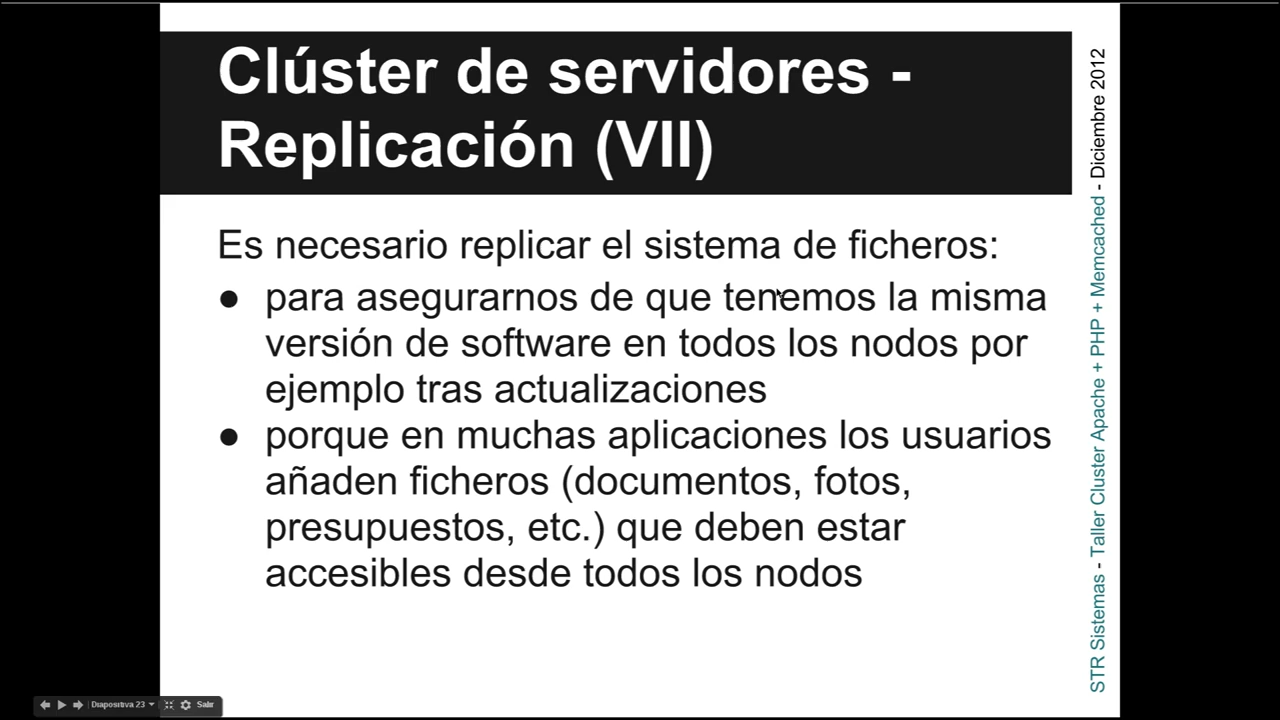 Clúster de servidores -
Replicación (VII)
Es necesario replicar el sistema de ficheros:
● para asegurarnos de que tenemos la misma
versión de software en todos los nodos por
ejemplo tras actualizaciones
● porque en muchas aplicaciones los usuarios
añaden ficheros (documentos, fotos,
presupuestos, etc.) que deben estar
accesibles desde todos los nodos
STR Sistemas - Taller Cluster Apache + PHP + Memcached - Diciembre 2012
Diapositiva 23
Salir